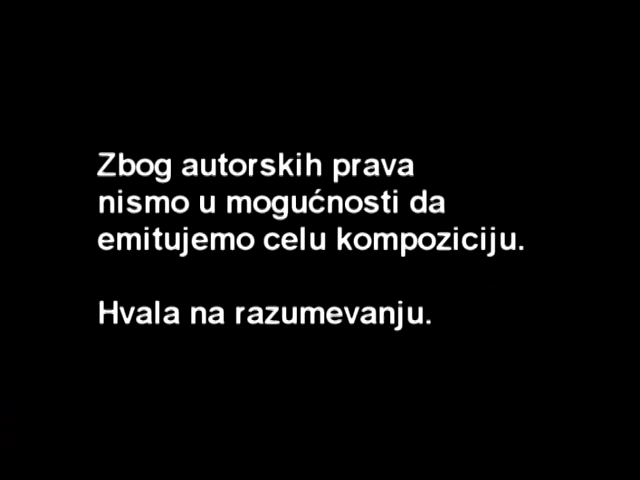 Zbog autorskih prava
nismo u mogućnosti da
emitujemo celu kompoziciju.
Hvala na razumevanju.